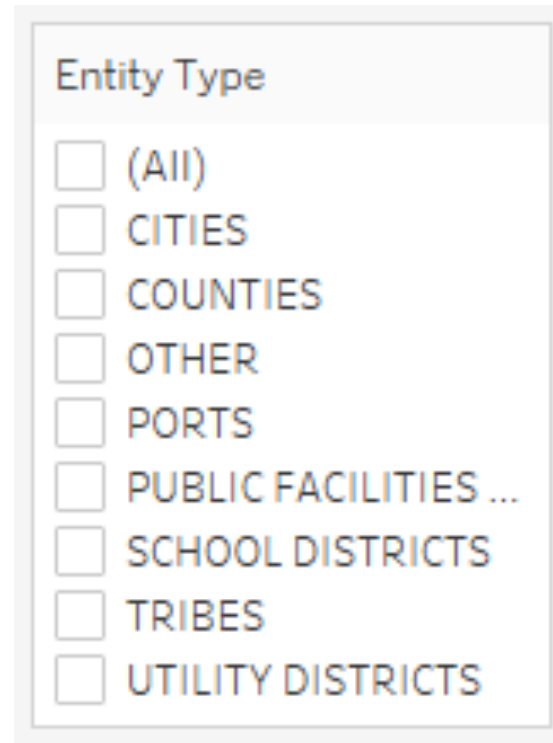 Entity Type
(All)
CITIES
COUNTIES
OTHER
PORTS
PUBLIC FACILITIES ...
SCHOOL DISTRICTS
TRIBES
UTILITY DISTRICTS